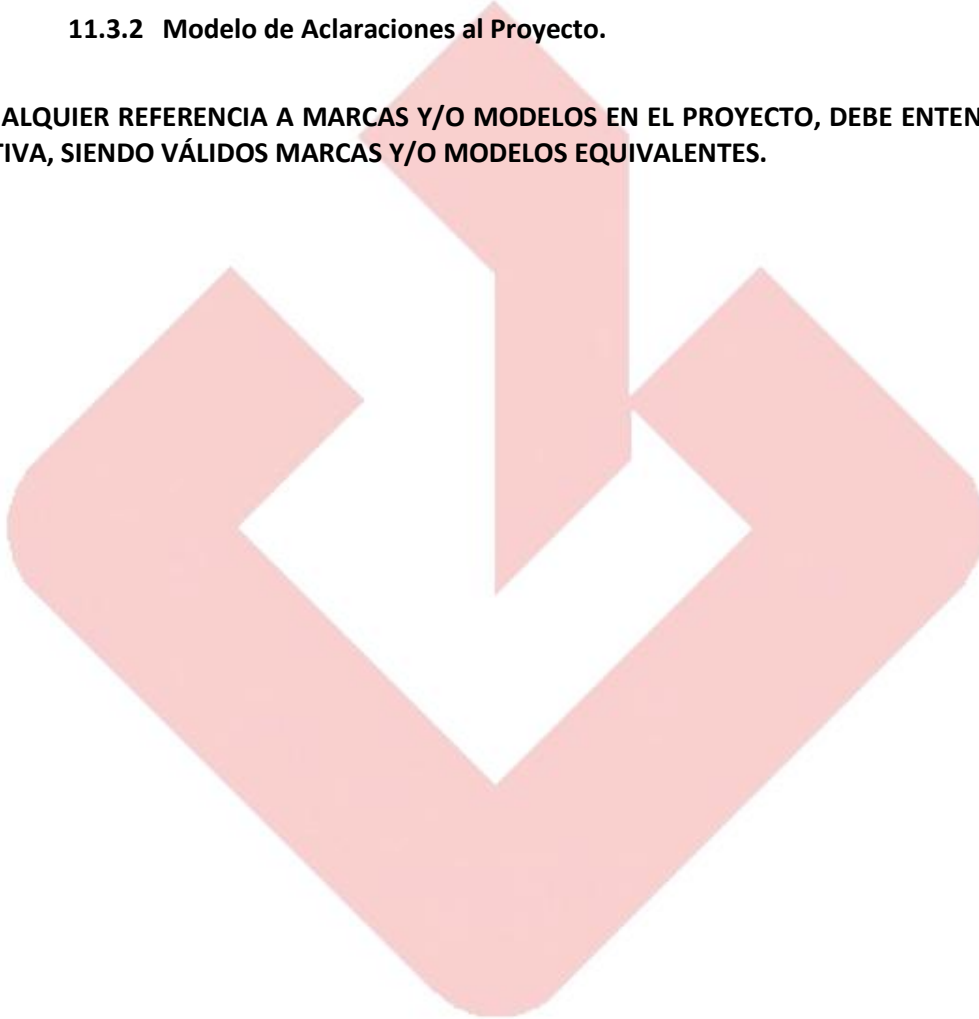 11.3.2 Modelo de Aclaraciones al Proyecto.
ALQUIER REFERENCIA A MARCAS Y/O MODELOS EN EL PROYECTO, DEBE ENTEN
TIVA, SIENDO VÁLIDOS MARCAS Y/O MODELOS EQUIVALENTES.